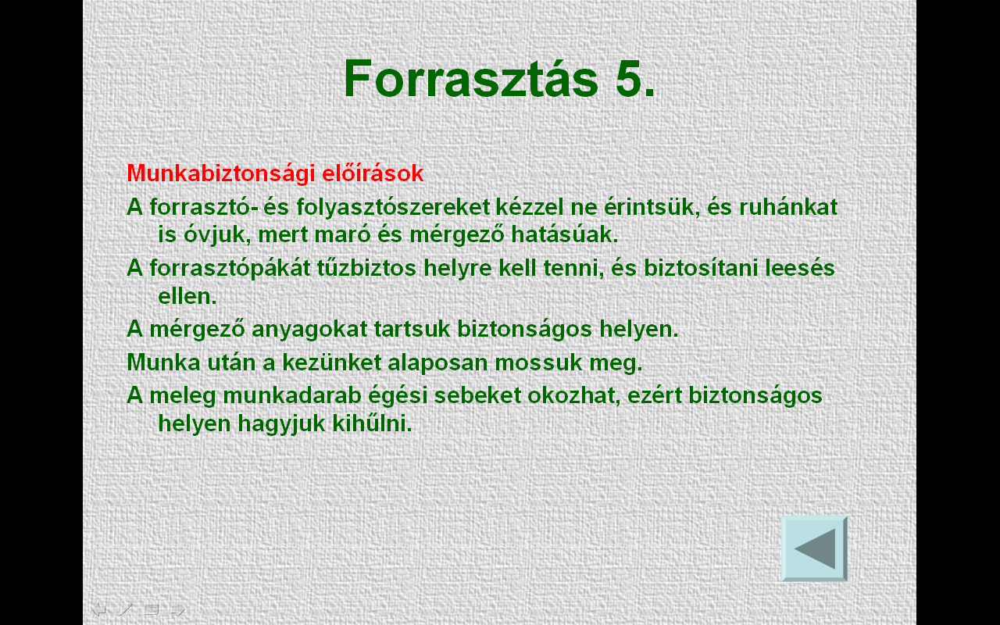 Forrasztás 5.
Munkabiztonsági előírások
A forrasztó- és folyasztószereket kézzel ne érintsük, és ruhánkat
is óvjuk, mert maró és mérgező hatásúak.
A forrasztópákát tűzbiztos helyre kell tenni, és biztosítani leesés
ellen.
A mérgező anyagokat tartsuk biztonságos helyen.
Munka után a kezünket alaposan mossuk meg.
A meleg munkadarab égési sebeket okozhat, ezért biztonságos
helyen hagyjuk kihűlni.